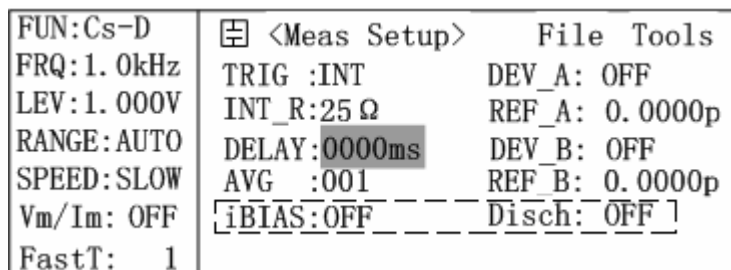 FUN:Cs-D
FRQ:1.0kHz
LEV:1.000V
RANGE:AUTO
SPEED:SLOW
Vm/Im: OFF
FastT: 1
<Meas Setup> File Tools
TRIG :INT DEV_A: OFF
INT_R:25Ω REF_A: 0.0000p
DELAY:0000ms DEV_B: OFF
AVG :001 REF_B: 0.0000p
iBIAS:OFF Disch: OFF